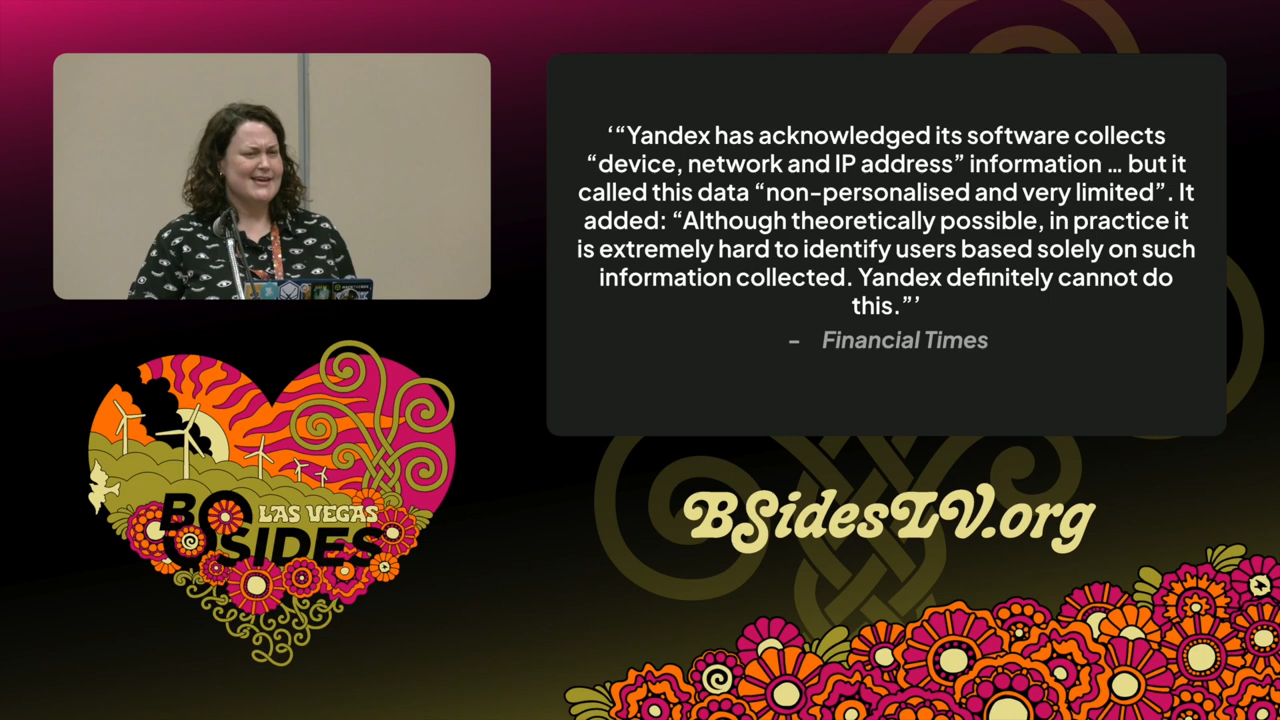 ‘“Yandex has acknowledged its software collects
“device, network and IP address” information … but it
called this data “non-personalised and very limited”. It
added: “Although theoretically possible, in practice it
is extremely hard to identify users based solely on such
information collected. Yandex definitely cannot do
this.”’
- Financial Times
BSidesLV.org
LAS VEGAS
BSIDES